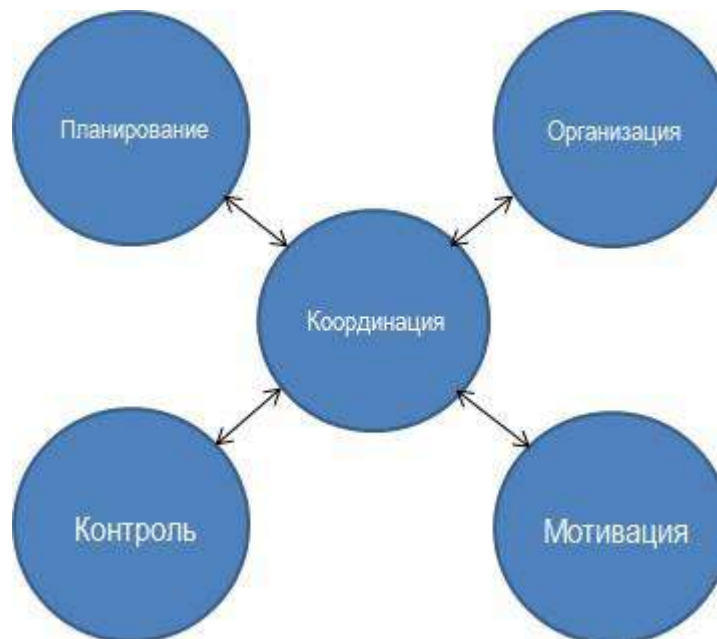 Планирование
Организация
Координация
Контроль
Мотивация